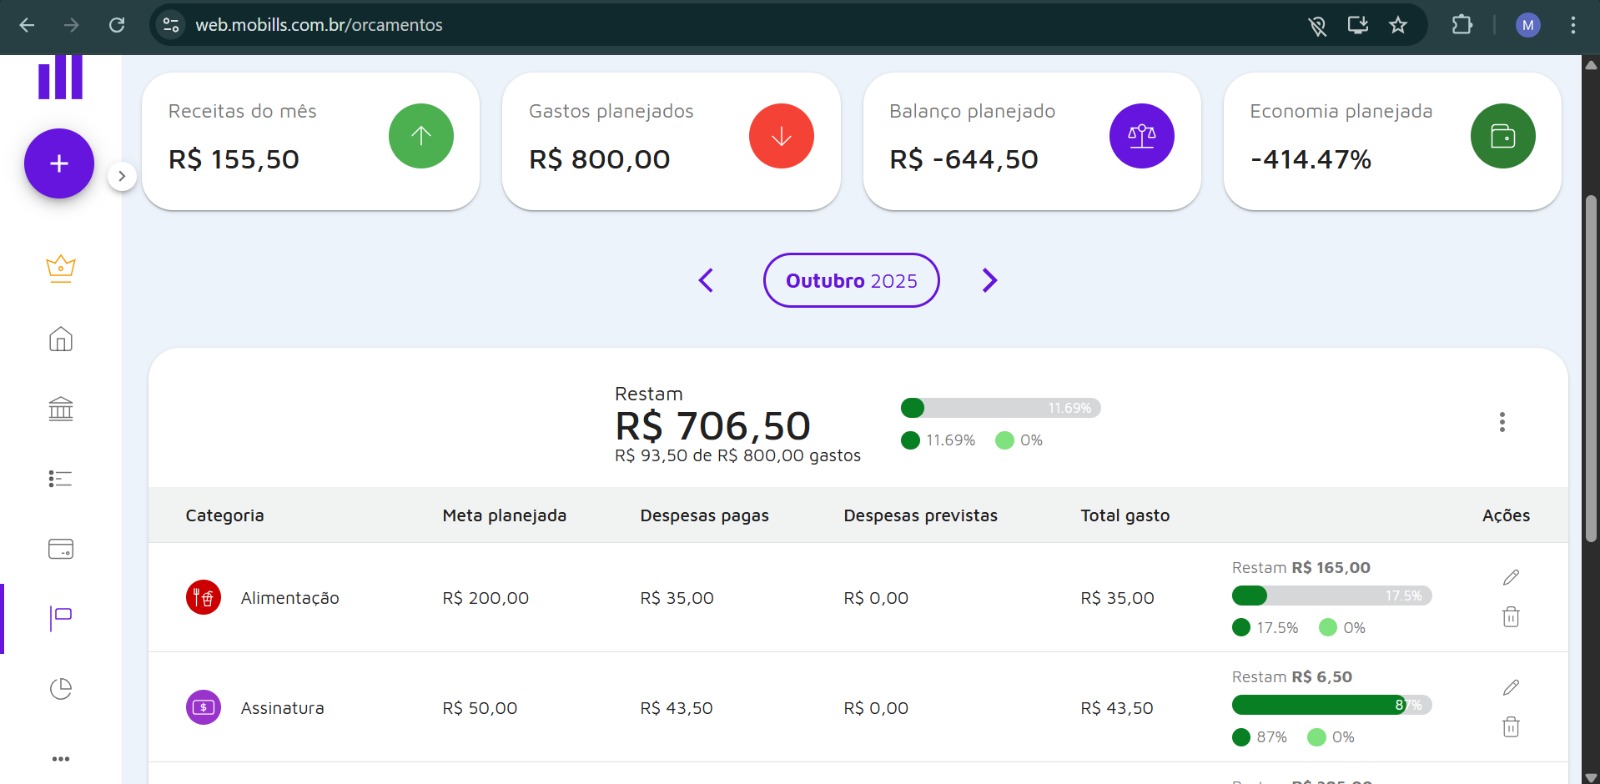 web.mobills.com.br/orcamentos
M
Receitas do mês
R$ 155,50
Gastos planejados
R$ 800,00
Balanço planejado
R$ -644,50
Economia planejada
-414.47%
Outubro 2025
Restam
R$ 706,50
R$ 93,50 de R$ 800,00 gastos
11.69%
11.69% 0%
Categoria Meta planejada Despesas pagas Despesas previstas Total gasto Ações
Alimentação R$ 200,00 R$ 35,00 R$ 0,00 R$ 35,00
Restam R$ 165,00
17.5%
17.5% 0%
Assinatura R$ 50,00 R$ 43,50 R$ 0,00 R$ 43,50
Restam R$ 6,50
87%
87% 0%